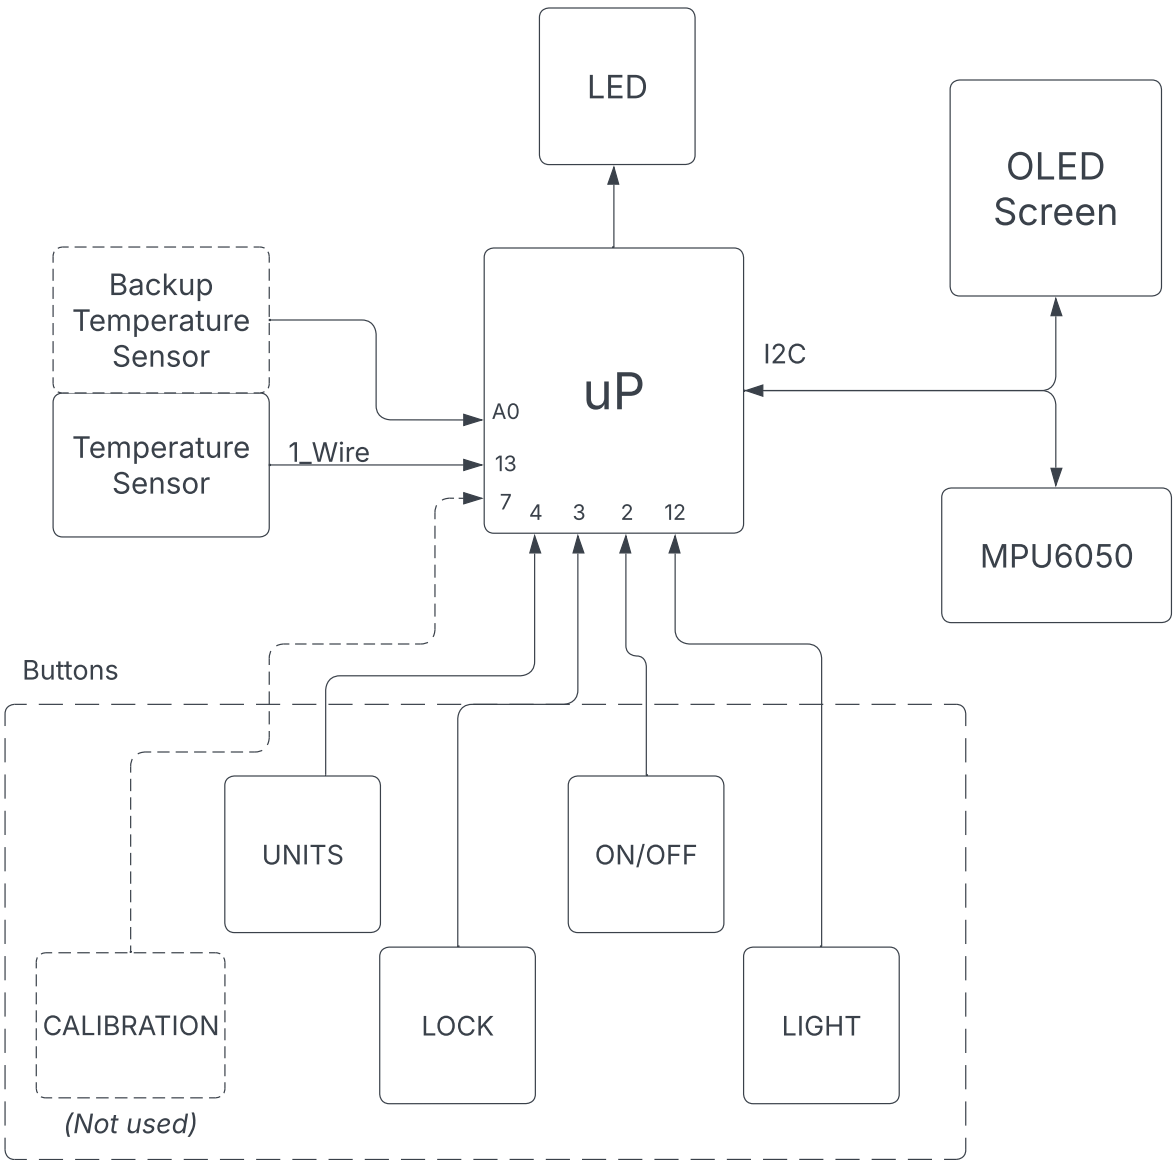 LED
OLED
Screen
Backup
Temperature
Sensor
I2C
uP
A0
Temperature
Sensor
1_Wire
13
7
4
3
2
12
MPU6050
Buttons
UNITS
ON/OFF
CALIBRATION
LOCK
LIGHT
(Not used)